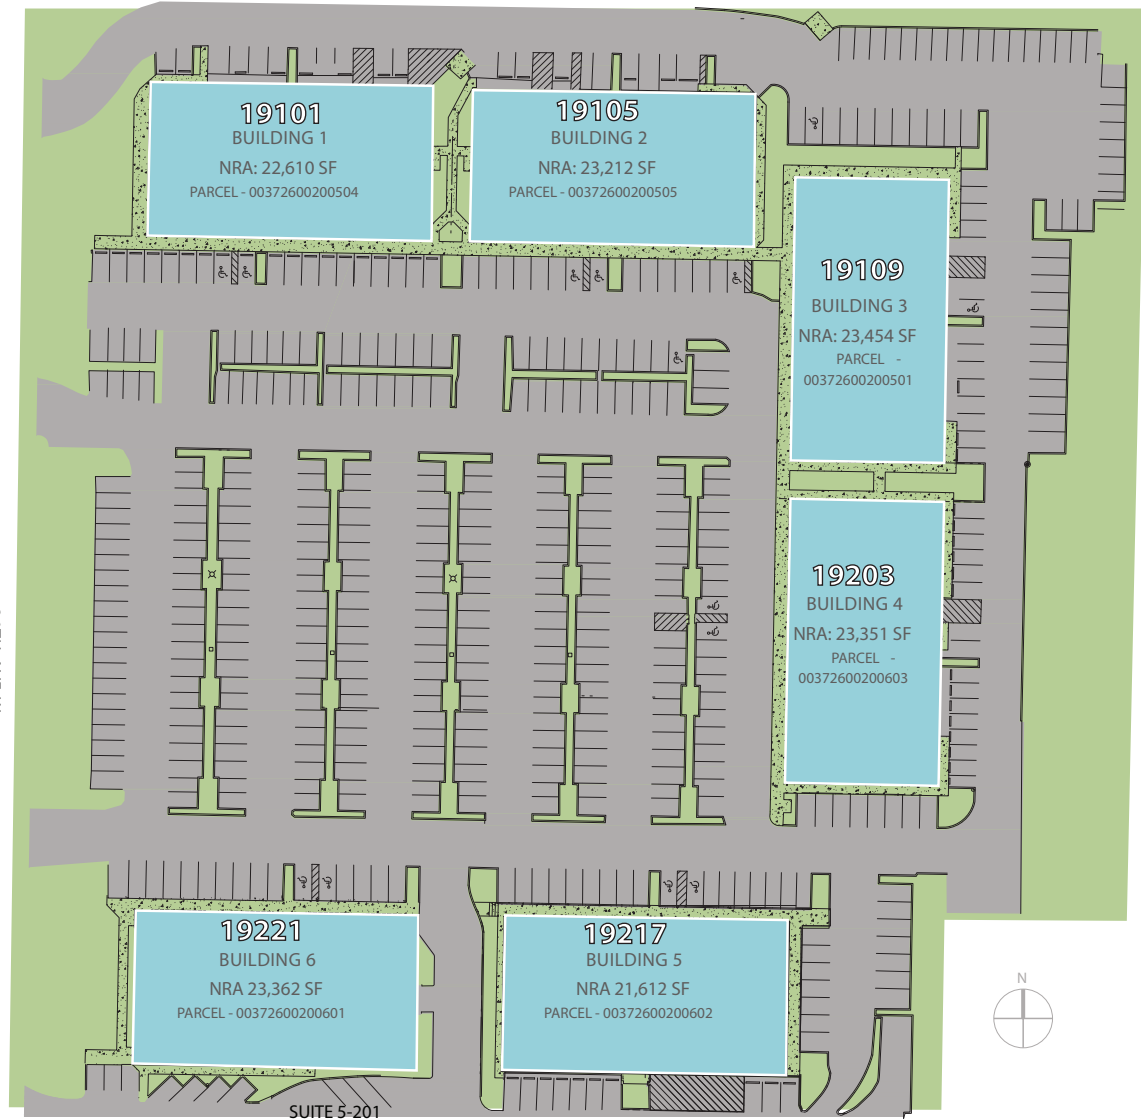 19101
BUILDING 1
NRA: 22,610 SF
PARCEL - 00372600200504
19105
BUILDING 2
NRA: 23,212 SF
PARCEL - 00372600200505
19109
BUILDING 3
NRA: 23,454 SF
PARCEL -
00372600200501
19203
BUILDING 4
NRA: 23,351 SF
PARCEL -
00372600200603
19221
BUILDING 6
NRA 23,362 SF
PARCEL - 00372600200601
19217
BUILDING 5
NRA 21,612 SF
PARCEL - 00372600200602
N
SUITE 5-201